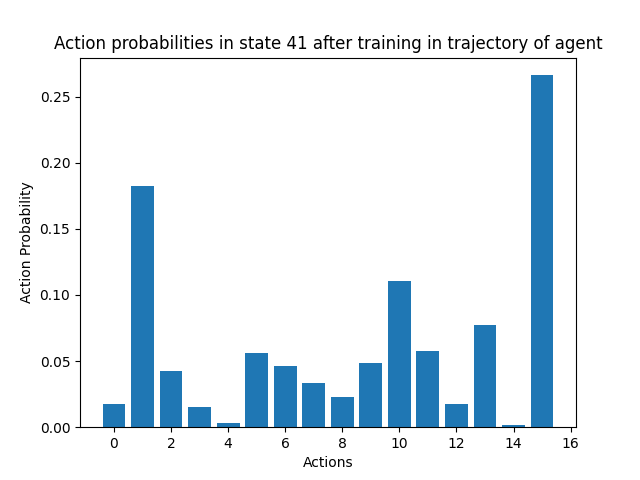 Action probabilities in state 41 after training in trajectory of agent
Action Probability
0.25
0.20
0.15
0.10
0.05
0.00
0 2 4 6 8 10 12 14 16
Actions